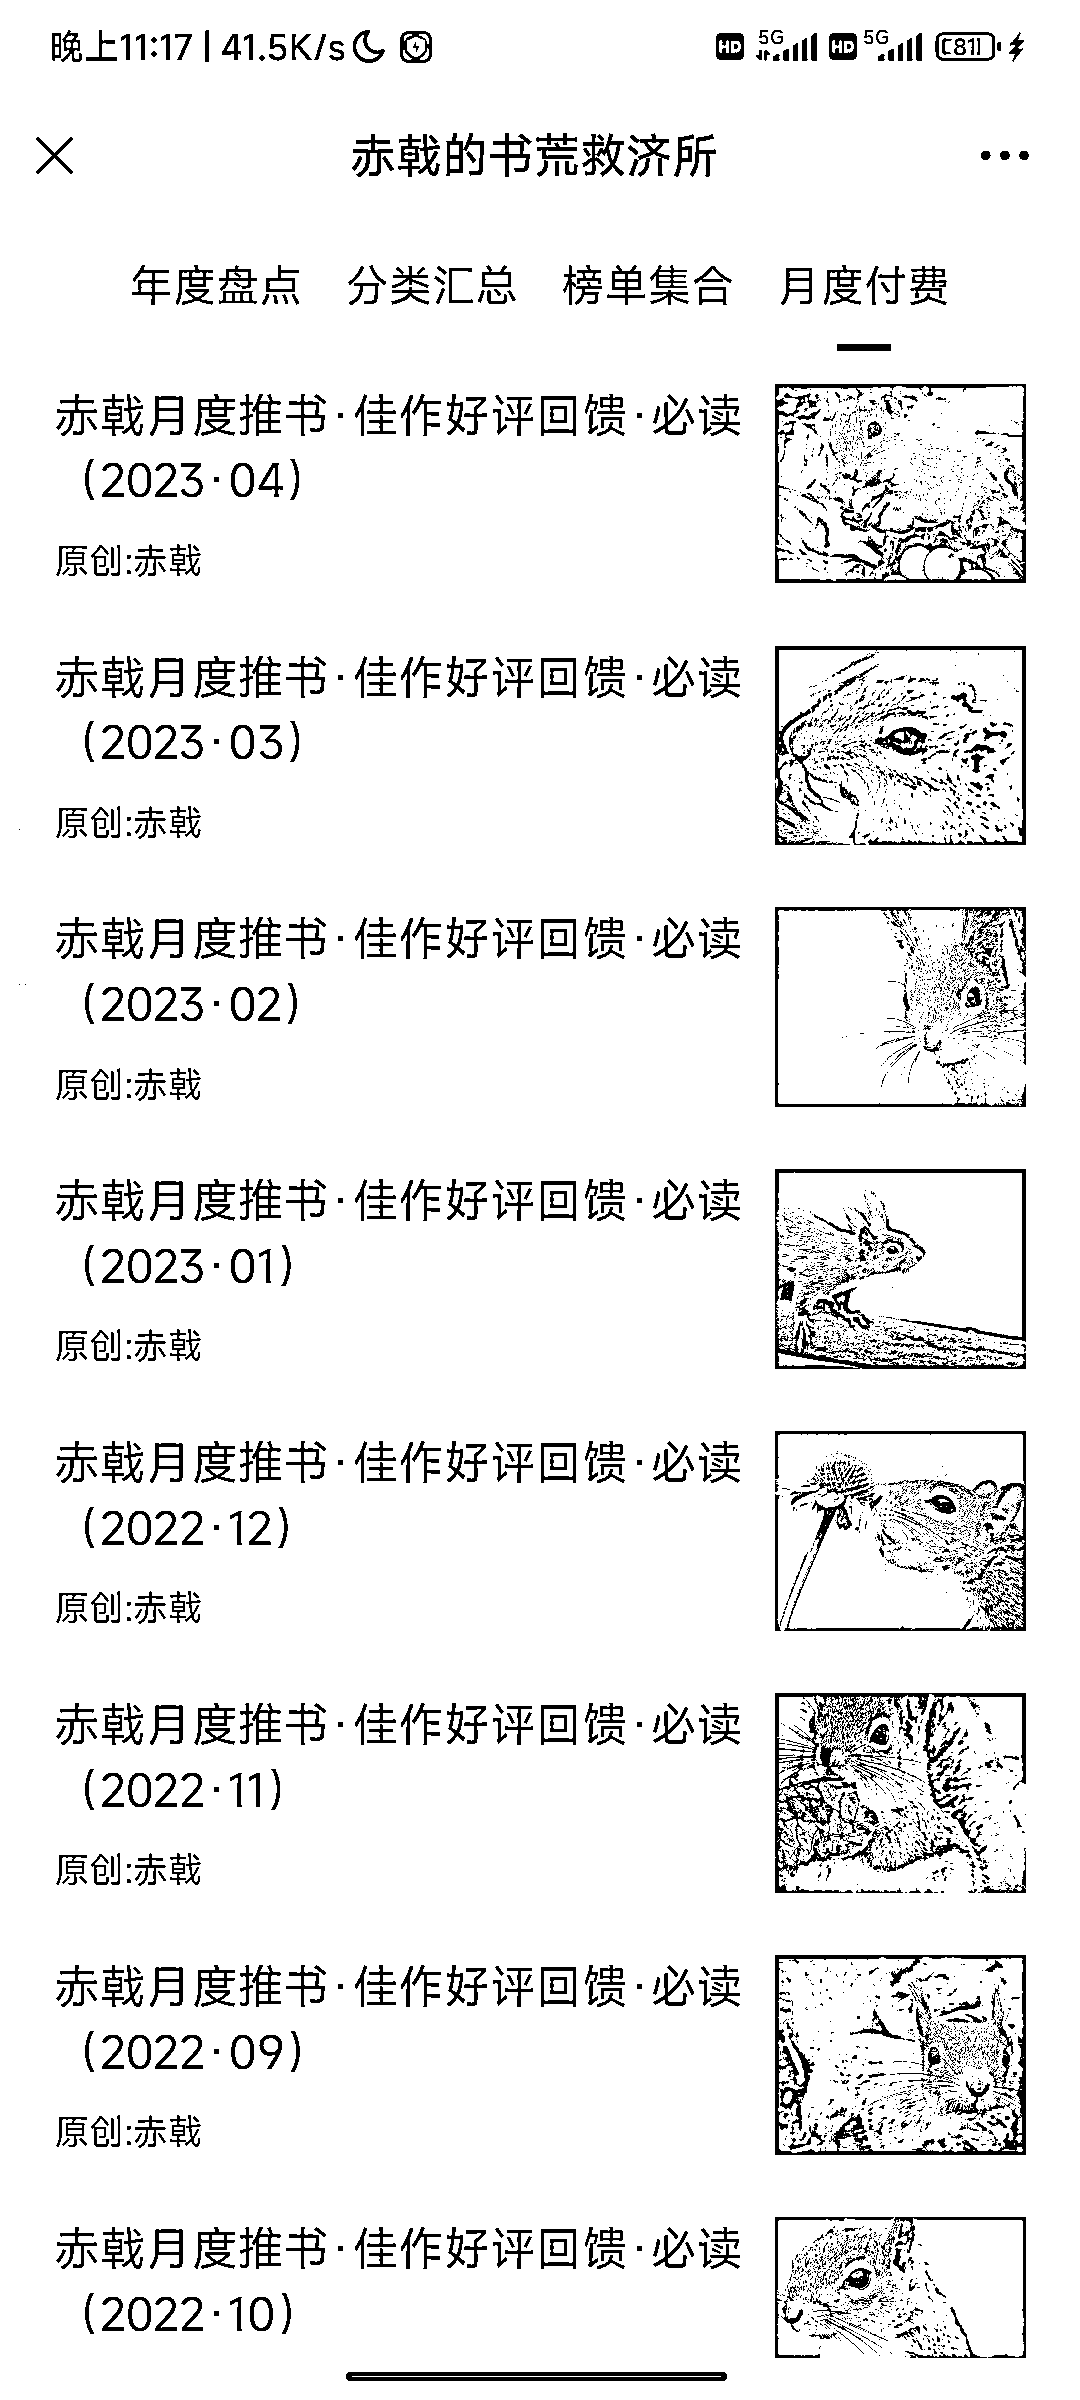 晚上11:17 | 41.5K/s HD 5G HD 5G 81
赤戟的书荒救济所
年度盘点 分类汇总 榜单集合 月度付费
赤戟月度推书·佳作好评回馈·必读
（2023·04）
原创:赤戟
赤戟月度推书·佳作好评回馈·必读
（2023·03）
原创:赤戟
赤戟月度推书·佳作好评回馈·必读
（2023·02）
原创:赤戟
赤戟月度推书·佳作好评回馈·必读
（2023·01）
原创:赤戟
赤戟月度推书·佳作好评回馈·必读
（2022·12）
原创:赤戟
赤戟月度推书·佳作好评回馈·必读
（2022·11）
原创:赤戟
赤戟月度推书·佳作好评回馈·必读
（2022·09）
原创:赤戟
赤戟月度推书·佳作好评回馈·必读
（2022·10）